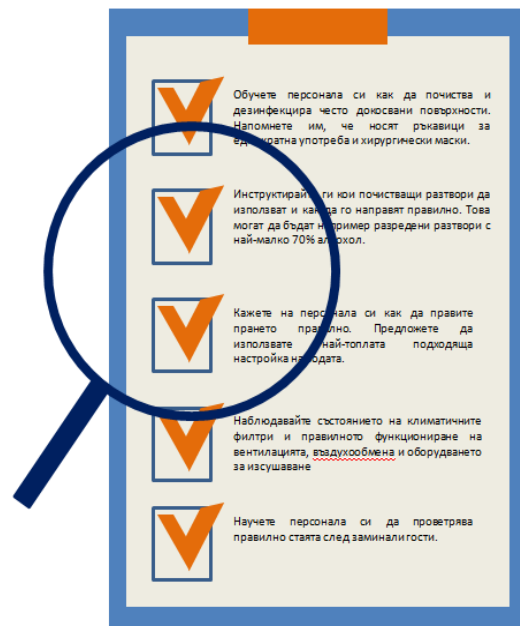 Обучете персонала си как да почиства и
дезинфекцира често докосвани повърхности.
Напомнете им, че носят ръкавици за
еднократна употреба и хирургически маски.
Инструктирайте ги кои почистващи разтвори да
използват и как да го направят правилно. Това
могат да бъдат например разредени разтвори с
най-малко 70% алкохол.
Кажете на персонала си как да правите
прането правилно. Предложете да
използвате най-топлата подходяща
настройка на водата.
Наблюдавайте състоянието на климатичните
филтри и правилното функциониране на
вентилацията, въздухообмена и оборудването
за изсушаване
Научете персонала си да проветрява
правилно стаята след заминали гости.